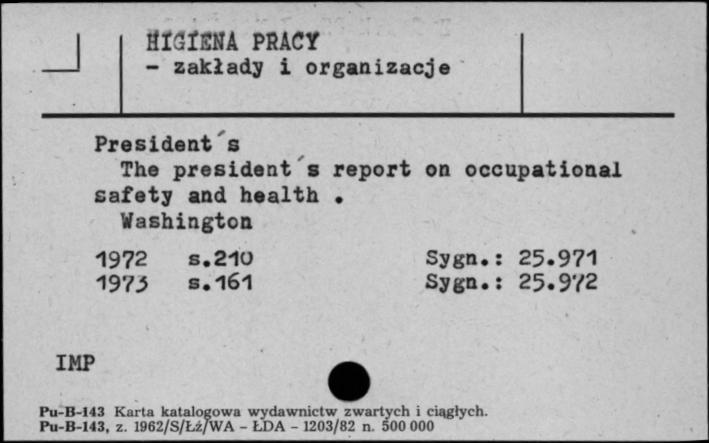 HIGIENA PRACY
- zakłady i organizacje
President´s
The president´s report on occupational
safety and health .
Washington
1972 s.210 Sygn.: 25.971
1973 s.161 Sygn.: 25.972
IMP
Pu-B-143 Karta katalogowa wydawnictw zwartych i ciągłych.
Pu-B-143, z. 1962/S/Łź/WA - ŁDA - 1203/82 n. 500 000